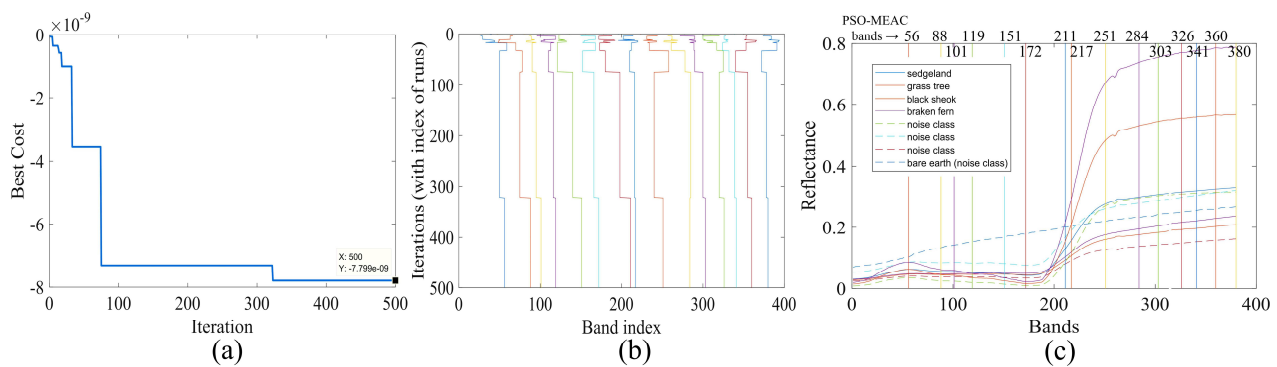 ×10⁻⁹
0
-2
-4
-6
-8
Best Cost
X: 500
Y: -7.799e-09
0 100 200 300 400 500
Iteration
(a)
0
100
200
300
400
500
Iterations (with index of runs)
0 100 200 300 400
Band index
(b)
PSO-MEAC
bands → 56 88 119 151 211 251 284 326 360
101 172 217 303 341 380
0.8
0.6
0.4
0.2
0
Reflectance
sedgeland
grass tree
black sheok
braken fern
noise class
noise class
noise class
bare earth (noise class)
0 100 200 300 400
Bands
(c)